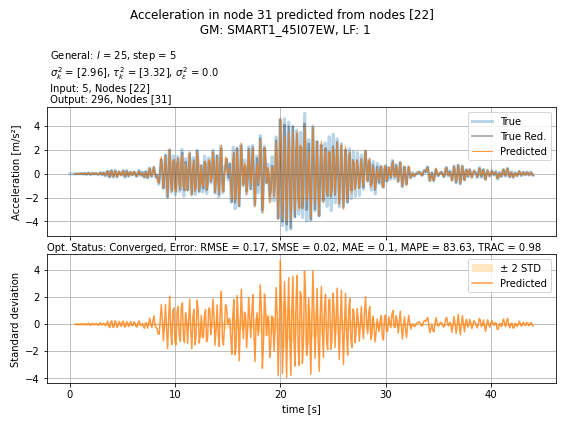 Acceleration in node 31 predicted from nodes [22]
GM: SMART1_45I07EW, LF: 1
General: l = 25, step = 5
σ²ₖ = [2.96], τ²ₖ = [3.32], σ²ε = 0.0
Input: 5, Nodes [22]
Output: 296, Nodes [31]
Acceleration [m/s²]
4
2
0
−2
−4
True
True Red.
Predicted
Opt. Status: Converged, Error: RMSE = 0.17, SMSE = 0.02, MAE = 0.1, MAPE = 83.63, TRAC = 0.98
Standard deviation
4
2
0
−2
−4
± 2 STD
Predicted
0 10 20 30 40
time [s]